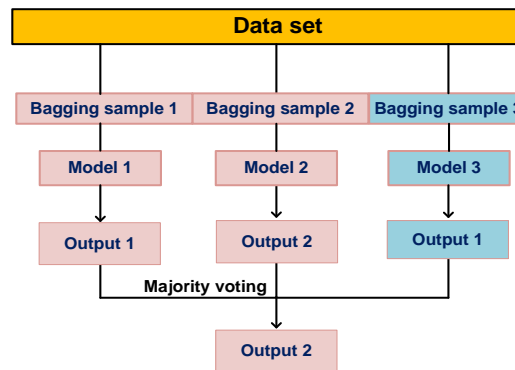 Data set
Bagging sample 1 Bagging sample 2 Bagging sample 3
Model 1 Model 2 Model 3
Output 1 Output 2 Output 1
Majority voting
Output 2